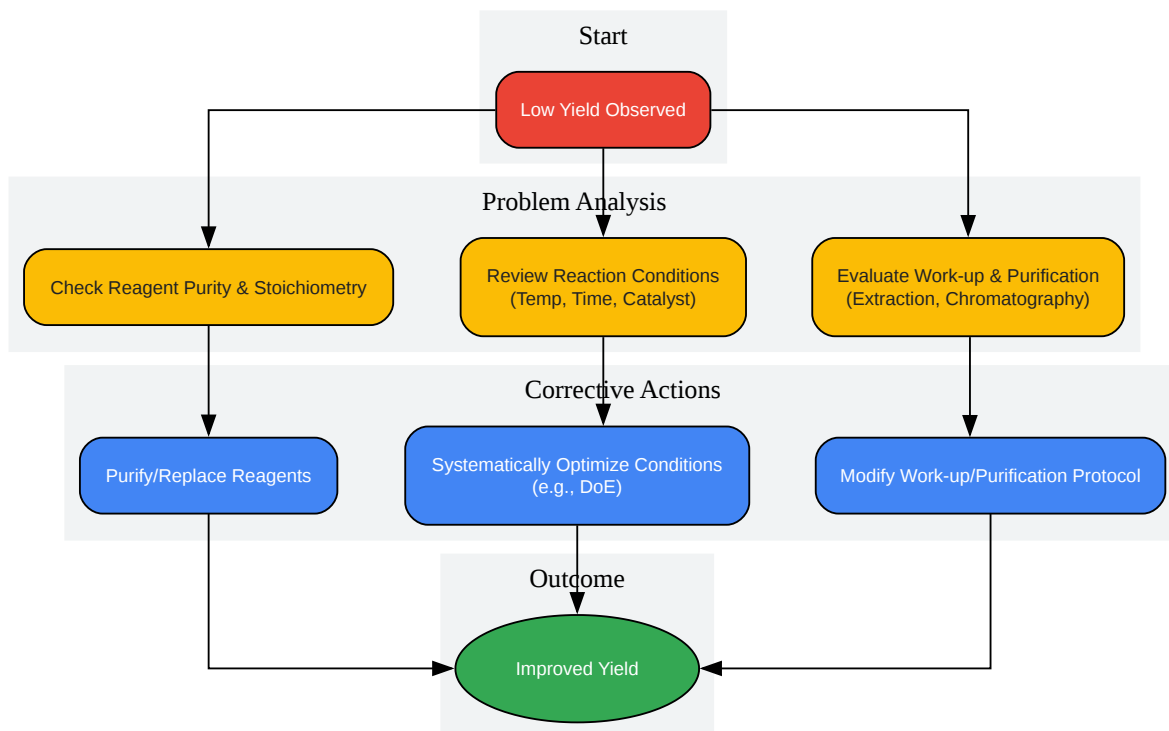 Start
Low Yield Observed
Problem Analysis
Check Reagent Purity & Stoichiometry
Review Reaction Conditions
(Temp, Time, Catalyst)
Evaluate Work-up & Purification
(Extraction, Chromatography)
Corrective Actions
Purify/Replace Reagents
Systematically Optimize Conditions
(e.g., DoE)
Modify Work-up/Purification Protocol
Outcome
Improved Yield